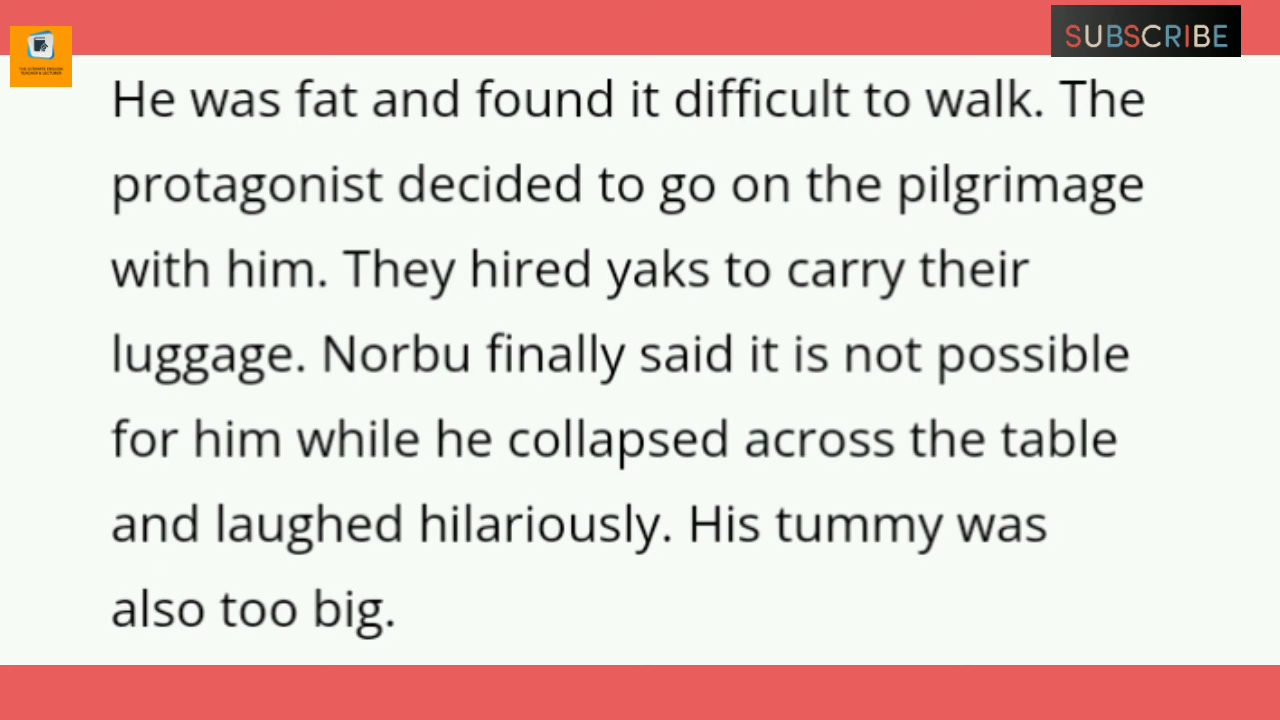 SUBSCRIBE
He was fat and found it difficult to walk. The
protagonist decided to go on the pilgrimage
with him. They hired yaks to carry their
luggage. Norbu finally said it is not possible
for him while he collapsed across the table
and laughed hilariously. His tummy was
also too big.